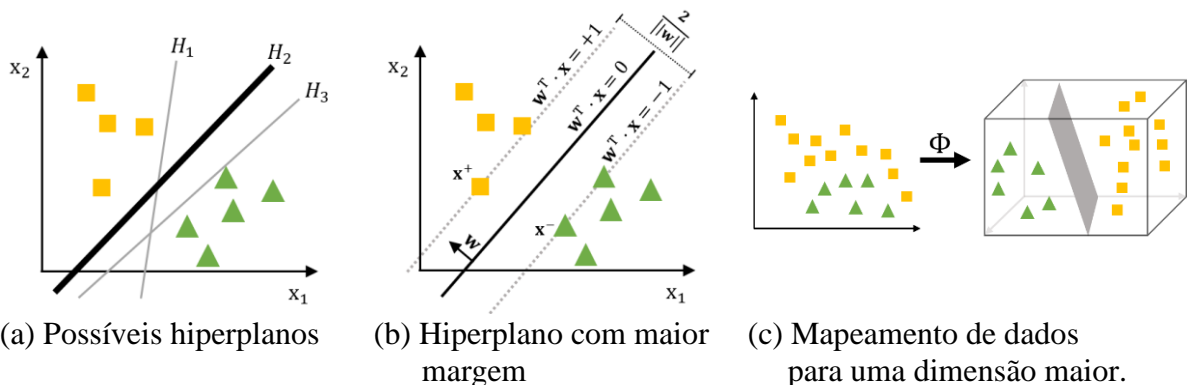 x₂
H₁
H₂
H₃
x₁
x₂
wᵀ · x = +1
wᵀ · x = 0
wᵀ · x = −1
2/||w||
x⁺
x⁻
w
x₁
Φ
(a) Possíveis hiperplanos
(b) Hiperplano com maior
margem
(c) Mapeamento de dados
para uma dimensão maior.